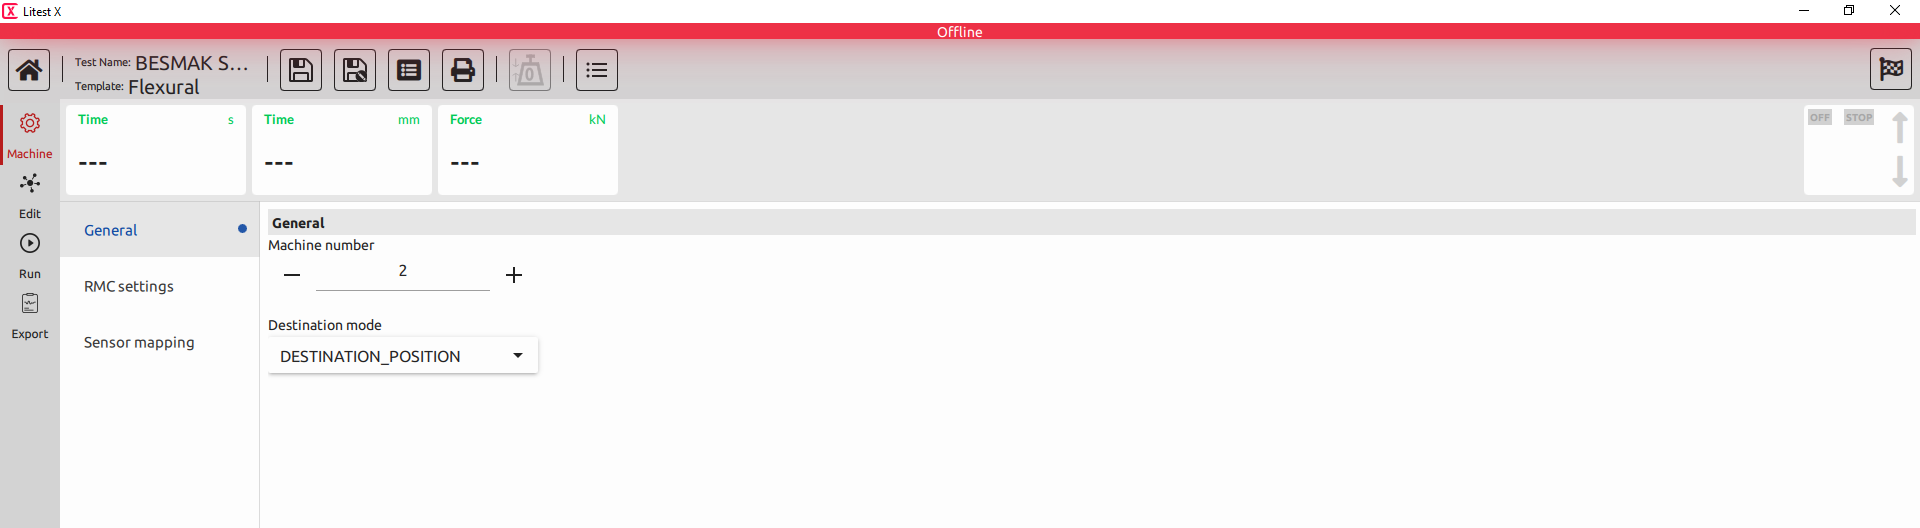 Litest X
Offline
Test Name: BESMAK S...
Template: Flexural
0
Time s
---
Time mm
---
Force kN
---
OFF STOP
Machine
Edit
Run
Export
General
RMC settings
Sensor mapping
General
Machine number
2
Destination mode
DESTINATION_POSITION